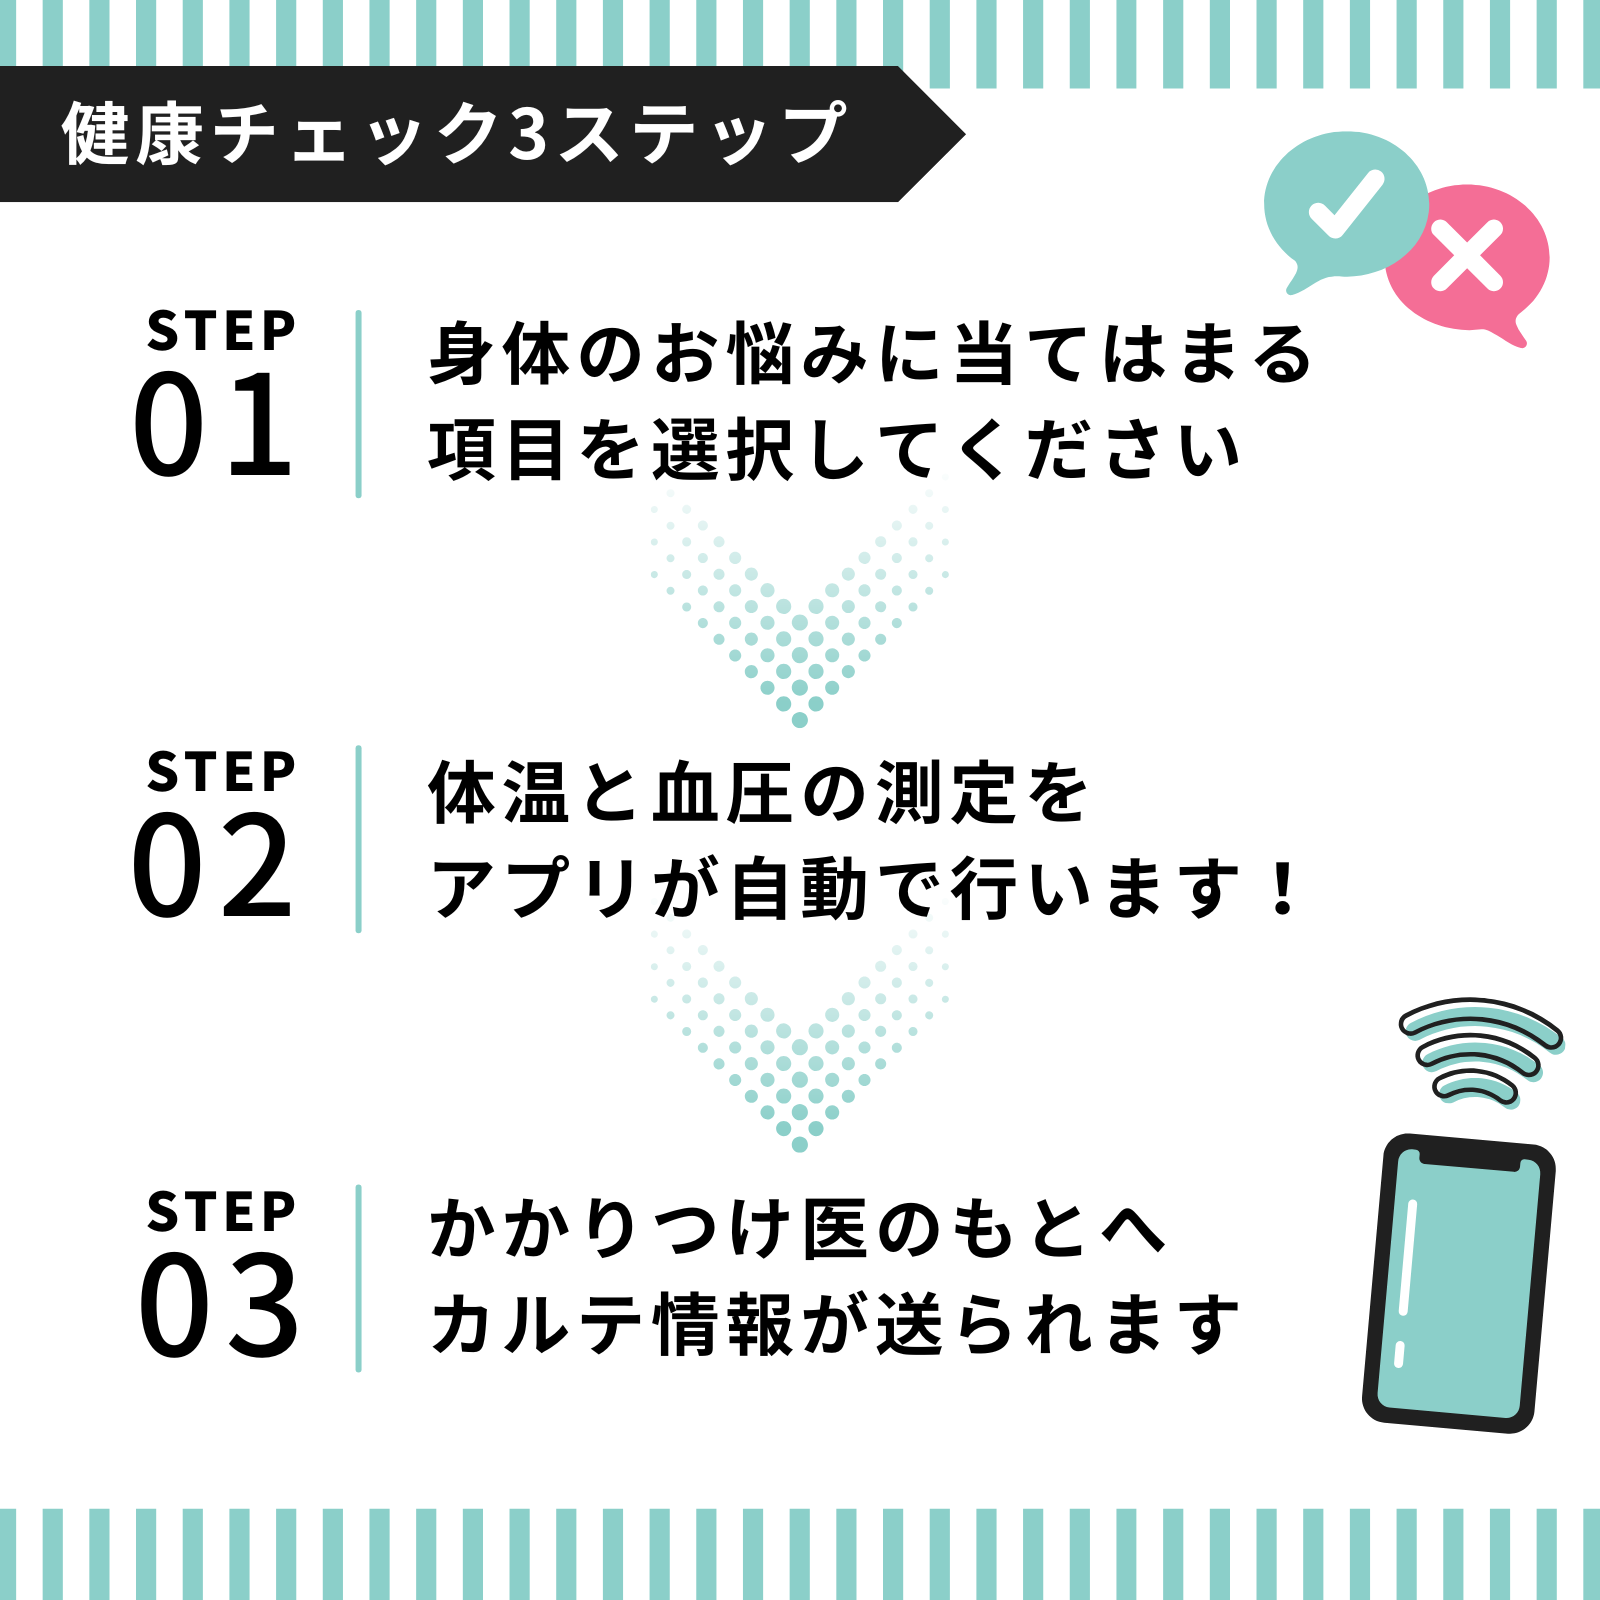 健康チェック3ステップ
STEP
01
身体のお悩みに当てはまる
項目を選択してください
STEP
02
体温と血圧の測定を
アプリが自動で行います！
STEP
03
かかりつけ医のもとへ
カルテ情報が送られます